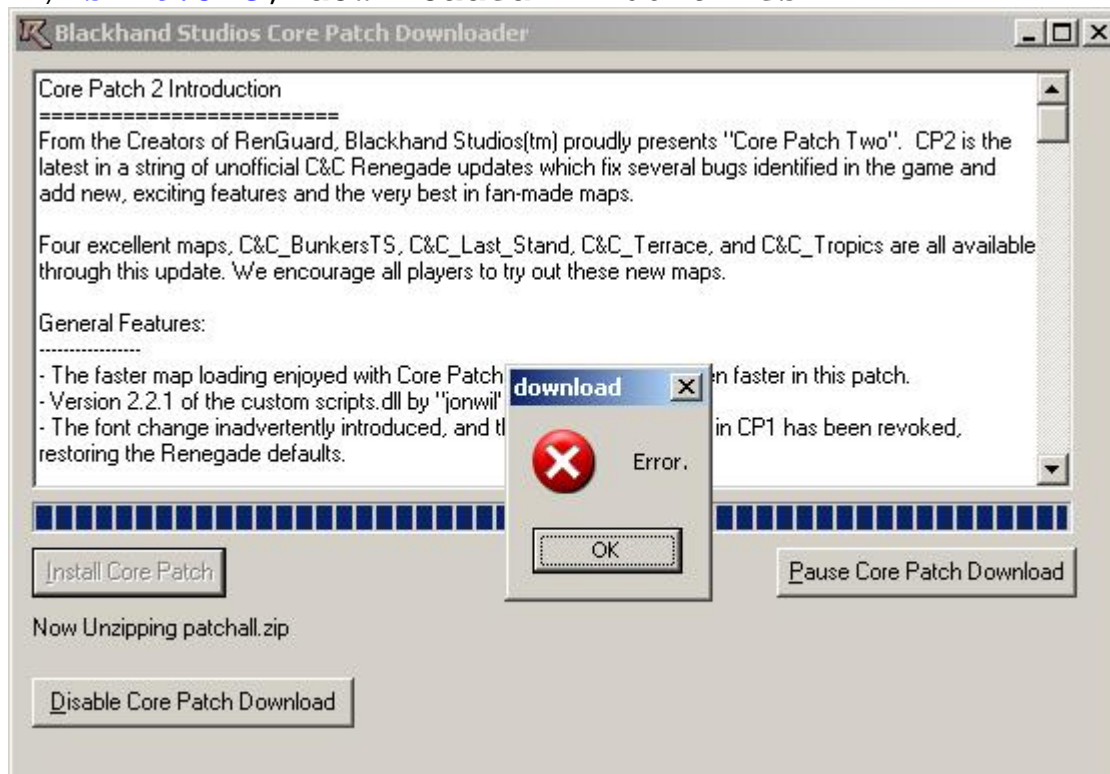 Blackhand Studios Core Patch Downloader
Core Patch 2 Introduction
=========================
From the Creators of RenGuard, Blackhand Studios(tm) proudly presents "Core Patch Two". CP2 is the
latest in a string of unofficial C&C Renegade updates which fix several bugs identified in the game and
add new, exciting features and the very best in fan-made maps.
Four excellent maps, C&C_BunkersTS, C&C_Last_Stand, C&C_Terrace, and C&C_Tropics are all available
through this update. We encourage all players to try out these new maps.
General Features:
----------------
- The faster map loading enjoyed with Core Patch
n faster in this patch.
- Version 2.2.1 of the custom scripts.dll by "jonwil"
- The font change inadvertently introduced, and
in CP1 has been revoked,
restoring the Renegade defaults.
download
Error.
OK
Install Core Patch
Pause Core Patch Download
Now Unzipping patchall.zip
Disable Core Patch Download